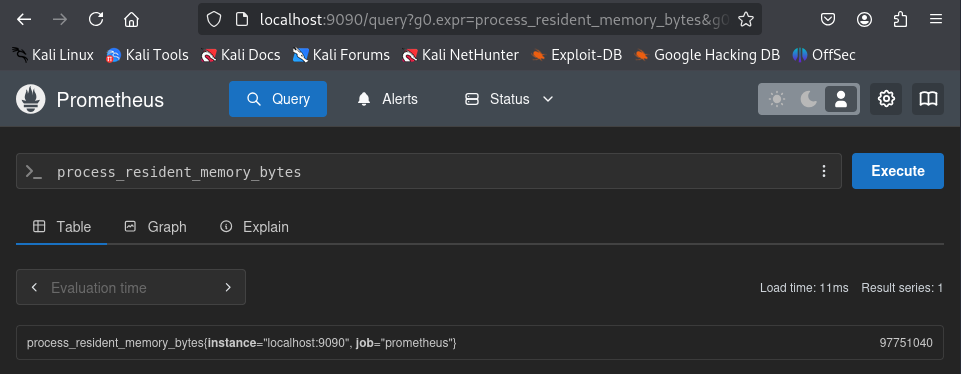 localhost:9090/query?g0.expr=process_resident_memory_bytes&g0
Kali Linux Kali Tools Kali Docs Kali Forums Kali NetHunter Exploit-DB Google Hacking DB OffSec
Prometheus Query Alerts Status
>_ process_resident_memory_bytes Execute
Table Graph Explain
Evaluation time Load time: 11ms Result series: 1
process_resident_memory_bytes{instance="localhost:9090", job="prometheus"} 97751040